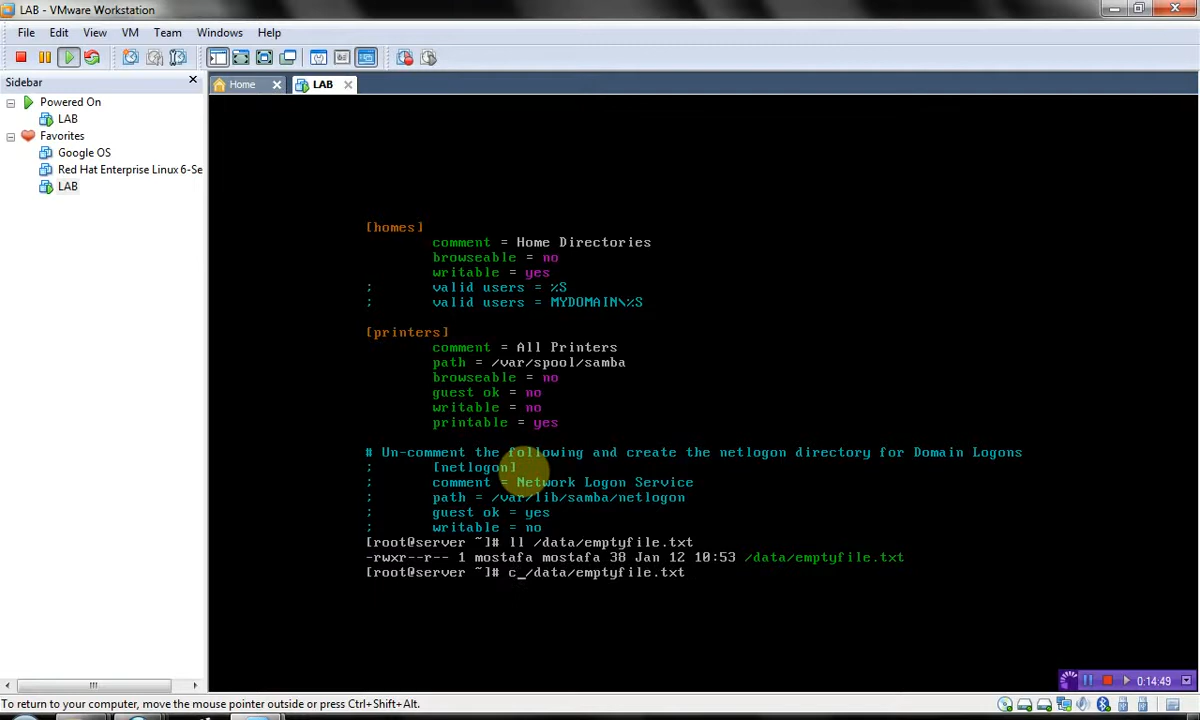 LAB - VMware Workstation
File Edit View VM Team Windows Help
Sidebar
Home LAB
Powered On
LAB
Favorites
Google OS
Red Hat Enterprise Linux 6-Se
LAB
[homes]
comment = Home Directories
browseable = no
writable = yes
; valid users = %S
; valid users = MYDOMAIN\%S
[printers]
comment = All Printers
path = /var/spool/samba
browseable = no
guest ok = no
writable = no
printable = yes
# Un-comment the following and create the netlogon directory for Domain Logons
; [netlogon]
; comment = Network Logon Service
; path = /var/lib/samba/netlogon
; guest ok = yes
; writable = no
[root@server ~]# ll /data/emptyfile.txt
-rwxr--r-- 1 mostafa mostafa 38 Jan 12 10:53 /data/emptyfile.txt
[root@server ~]# c_/data/emptyfile.txt
0:14:49
To return to your computer, move the mouse pointer outside or press Ctrl+Shift+Alt.